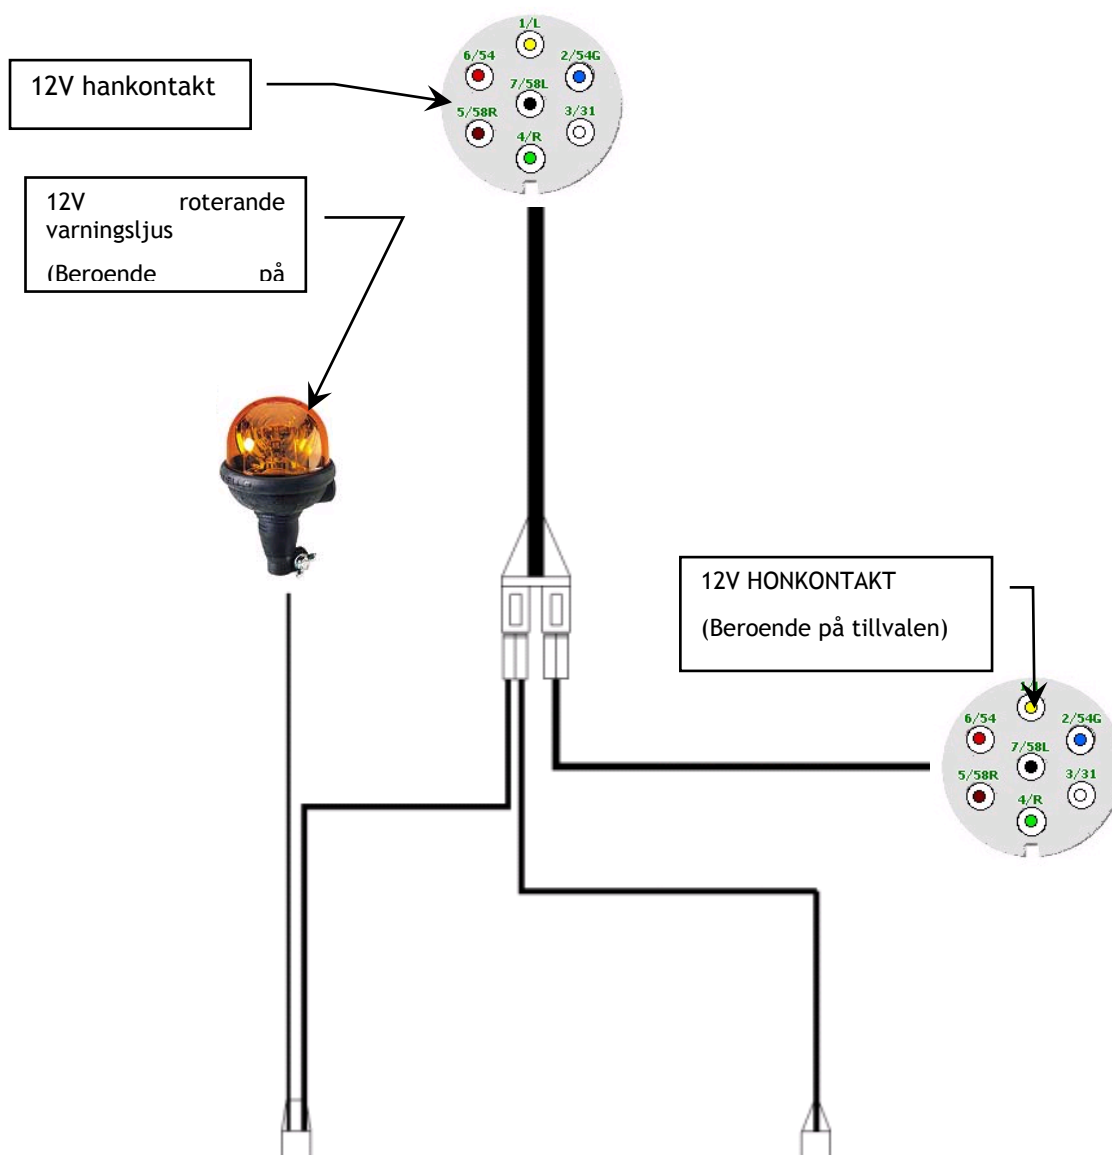 1/L
6/54
2/54G
12V hankontakt
7/58L
5/58R
3/31
4/R
12V roterande
varningsljus
(Beroende på
12V HONKONTAKT
(Beroende på tillvalen)
6/54
2/54G
7/58L
5/58R
3/31
4/R